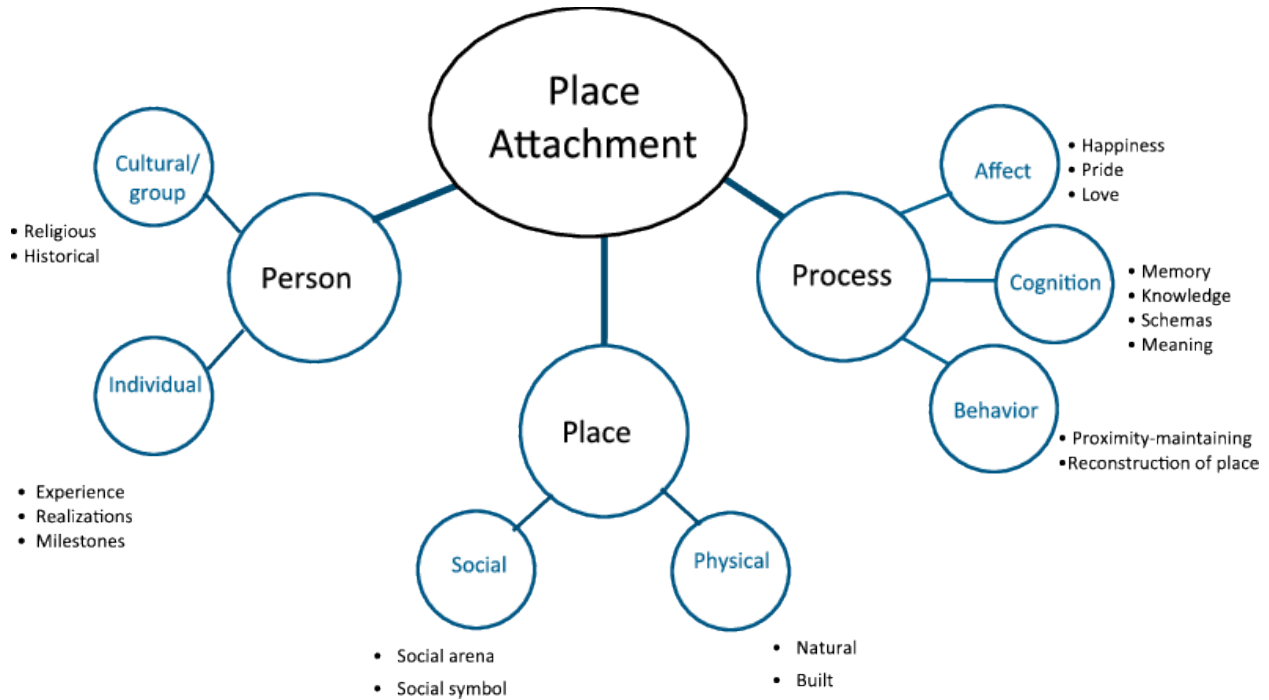 Place
Attachment
Cultural/
group
• Religious
• Historical
Person
Individual
• Experience
• Realizations
• Milestones
Place
Social
• Social arena
• Social symbol
Physical
• Natural
• Built
Process
Affect
• Happiness
• Pride
• Love
Cognition
• Memory
• Knowledge
• Schemas
• Meaning
Behavior
• Proximity-maintaining
•Reconstruction of place